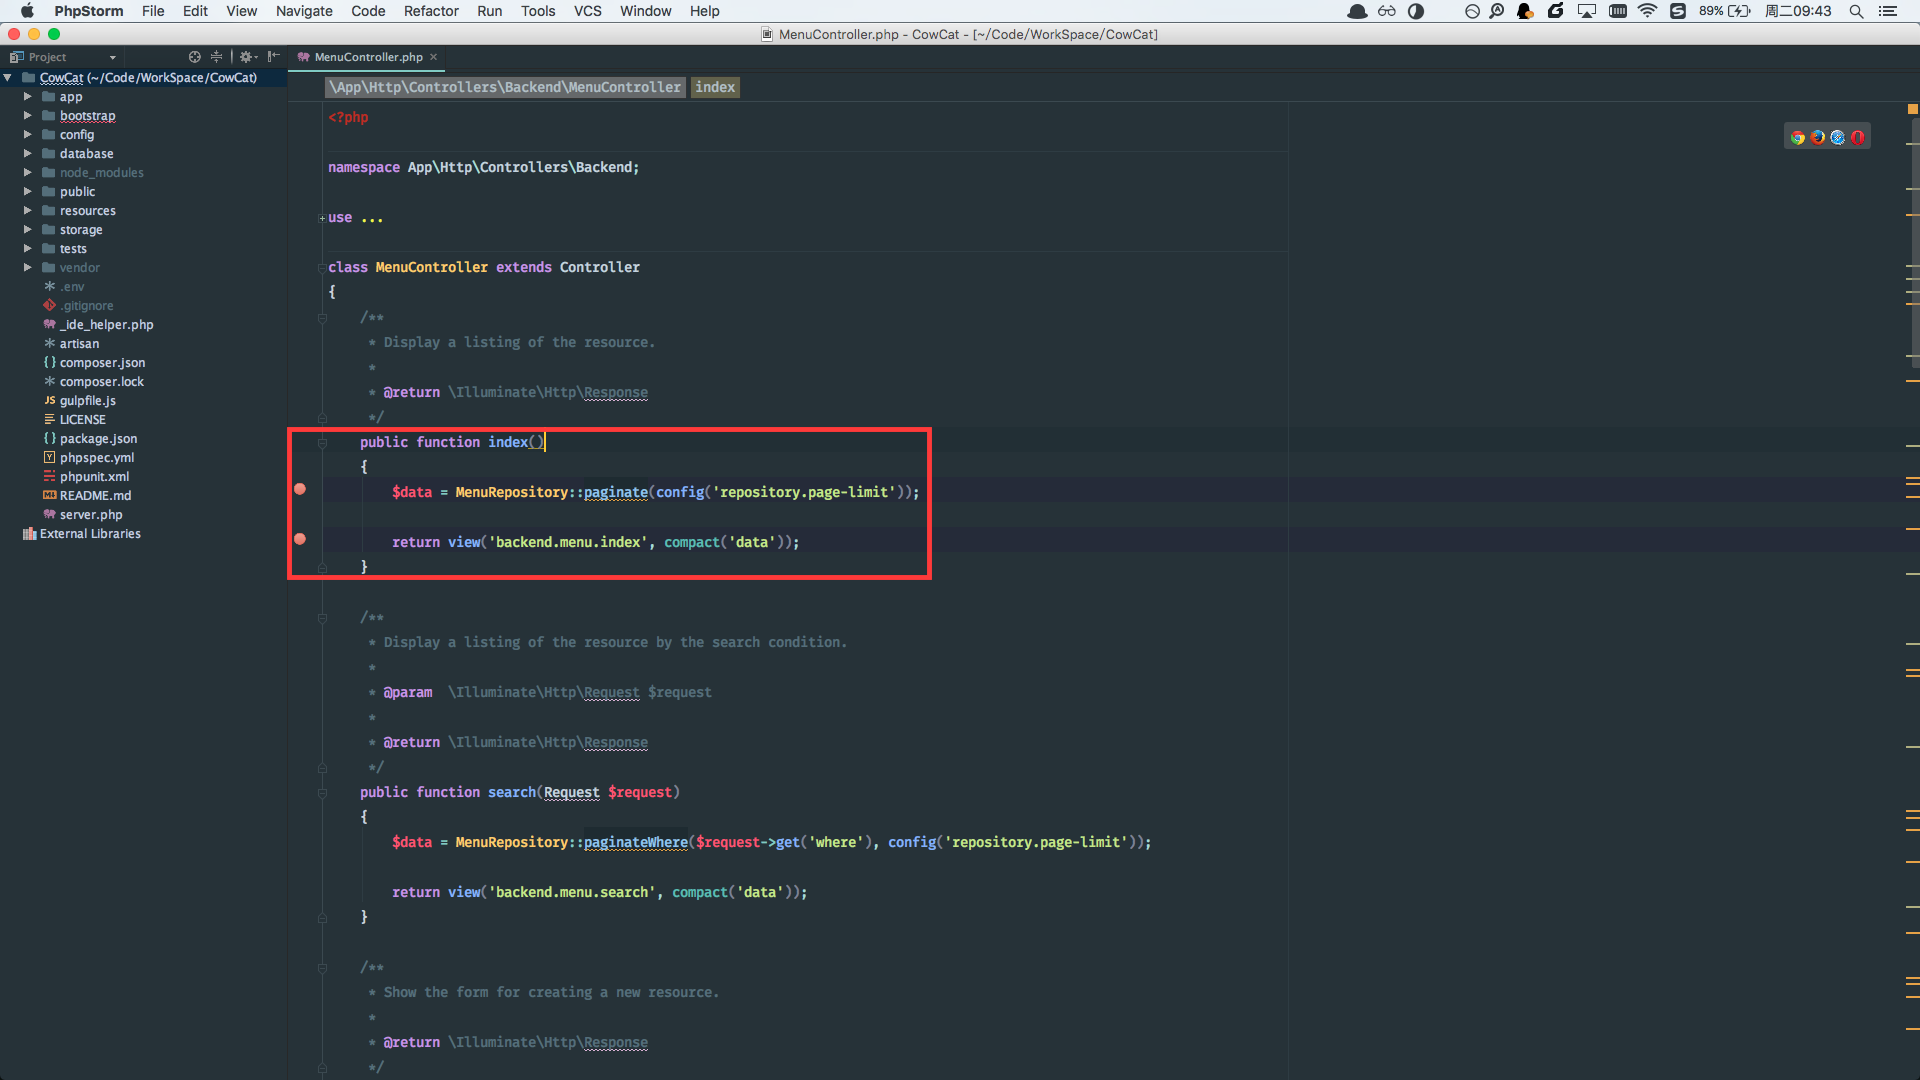 PhpStorm File Edit View Navigate Code Refactor Run Tools VCS Window Help 89% 周二09:43
MenuController.php - CowCat - [~/Code/WorkSpace/CowCat]
Project
MenuController.php
CowCat (~/Code/WorkSpace/CowCat)
app
bootstrap
config
database
node_modules
public
resources
storage
tests
vendor
.env
.gitignore
_ide_helper.php
artisan
composer.json
composer.lock
gulpfile.js
LICENSE
package.json
phpspec.yml
phpunit.xml
README.md
server.php
External Libraries
\App\Http\Controllers\Backend\MenuController index
<?php
namespace App\Http\Controllers\Backend;
use ...
class MenuController extends Controller
{
/**
* Display a listing of the resource.
*
* @return \Illuminate\Http\Response
*/
public function index()
{
$data = MenuRepository::paginate(config('repository.page-limit'));
return view('backend.menu.index', compact('data'));
}
/**
* Display a listing of the resource by the search condition.
*
* @param  \Illuminate\Http\Request $request
*
* @return \Illuminate\Http\Response
*/
public function search(Request $request)
{
$data = MenuRepository::paginateWhere($request->get('where'), config('repository.page-limit'));
return view('backend.menu.search', compact('data'));
}
/**
* Show the form for creating a new resource.
*
* @return \Illuminate\Http\Response
*/